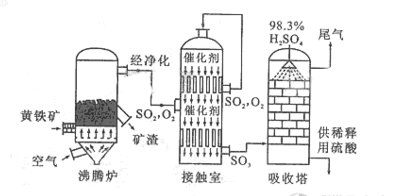 98.3%
H₂SO₄
尾气
经净化
催化剂
SO₂,O₂
SO₂,O₂
催化剂
黄铁矿
矿渣
空气
SO₃
供稀释
用硫酸
沸腾炉
接触室
吸收塔